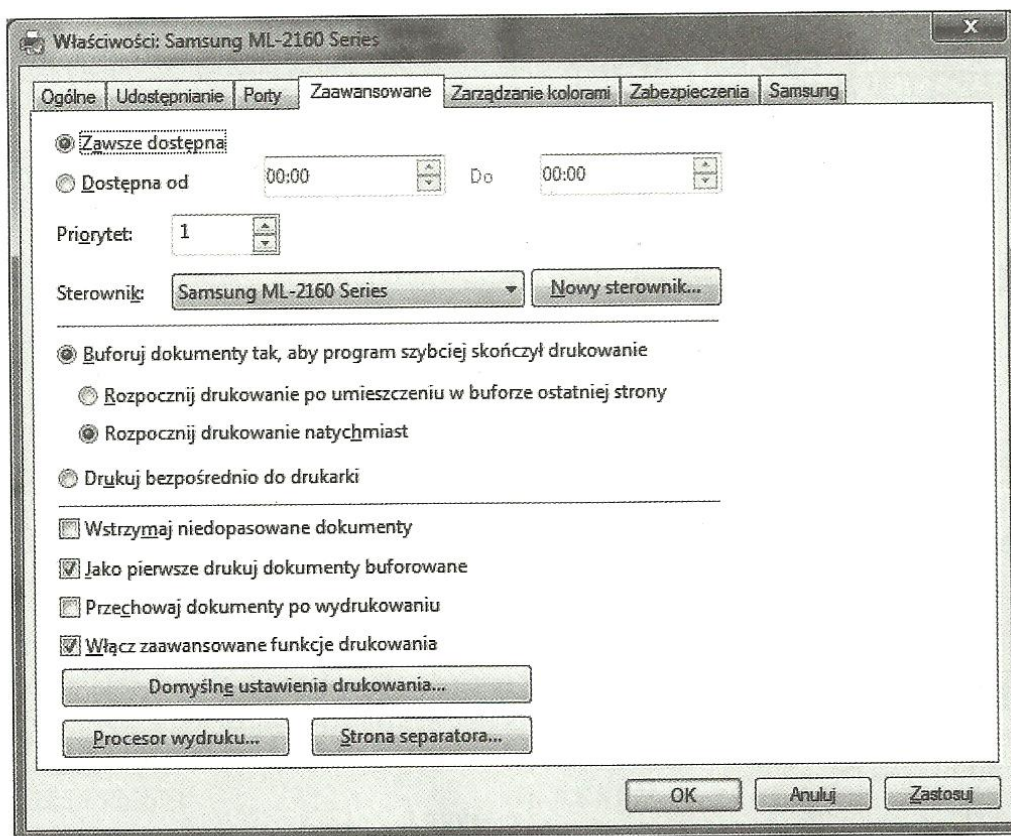 Właściwości: Samsung ML-2160 Series
X
Ogólne Udostępnianie Porty Zaawansowane Zarządzanie kolorami Zabezpieczenia Samsung
Zawsze dostępna
Dostępna od 00:00 Do 00:00
Priorytet: 1
Sterownik: Samsung ML-2160 Series Nowy sterownik...
Buforuj dokumenty tak, aby program szybciej skończył drukowanie
Rozpocznij drukowanie po umieszczeniu w buforze ostatniej strony
Rozpocznij drukowanie natychmiast
Drukuj bezpośrednio do drukarki
Wstrzymaj niedopasowane dokumenty
Jako pierwsze drukuj dokumenty buforowane
Przechowaj dokumenty po wydrukowaniu
Włącz zaawansowane funkcje drukowania
Domyślne ustawienia drukowania...
Procesor wydruku... Strona separatora...
OK Anuluj Zastosuj